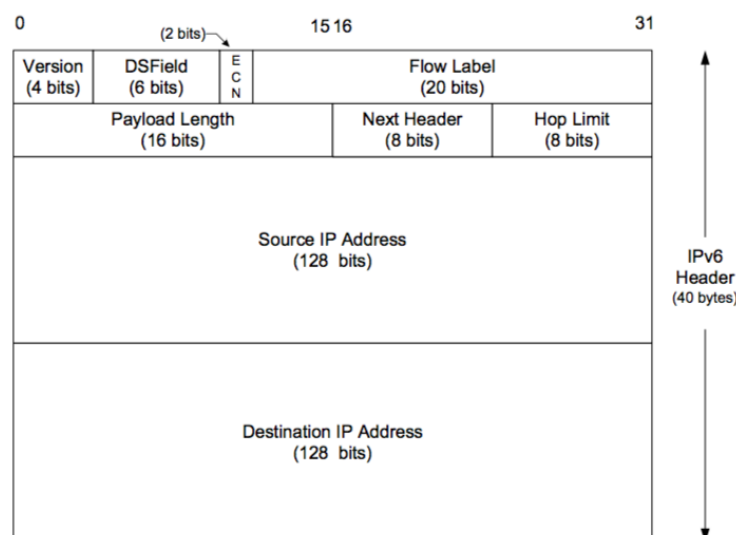 0 15 16 31
(2 bits)
Version DSField E C N Flow Label
(4 bits) (6 bits) (20 bits)
Payload Length Next Header Hop Limit
(16 bits) (8 bits) (8 bits)
Source IP Address
(128 bits)
IPv6
Header
(40 bytes)
Destination IP Address
(128 bits)